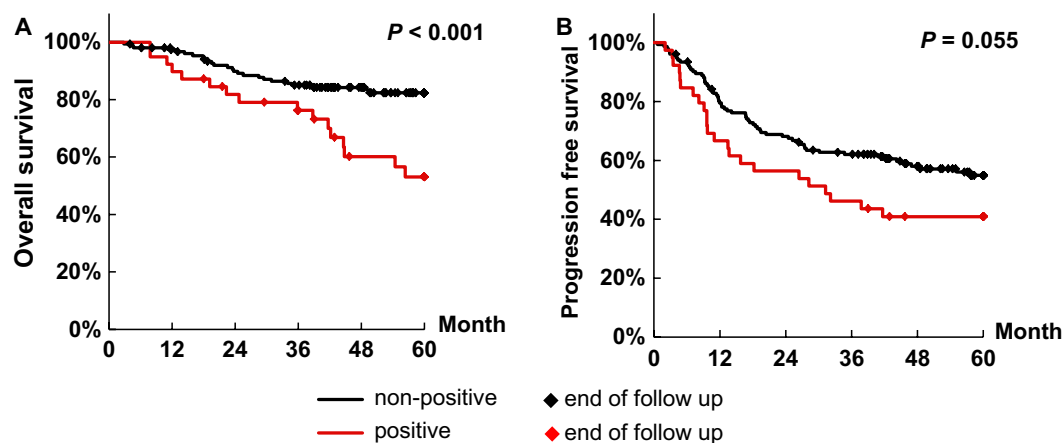 A
P < 0.001
Overall survival
100%
80%
60%
40%
20%
0%
0 12 24 36 48 60
Month
B
P = 0.055
Progression free survival
100%
80%
60%
40%
20%
0%
0 12 24 36 48 60
Month
non-positive
end of follow up
positive
end of follow up